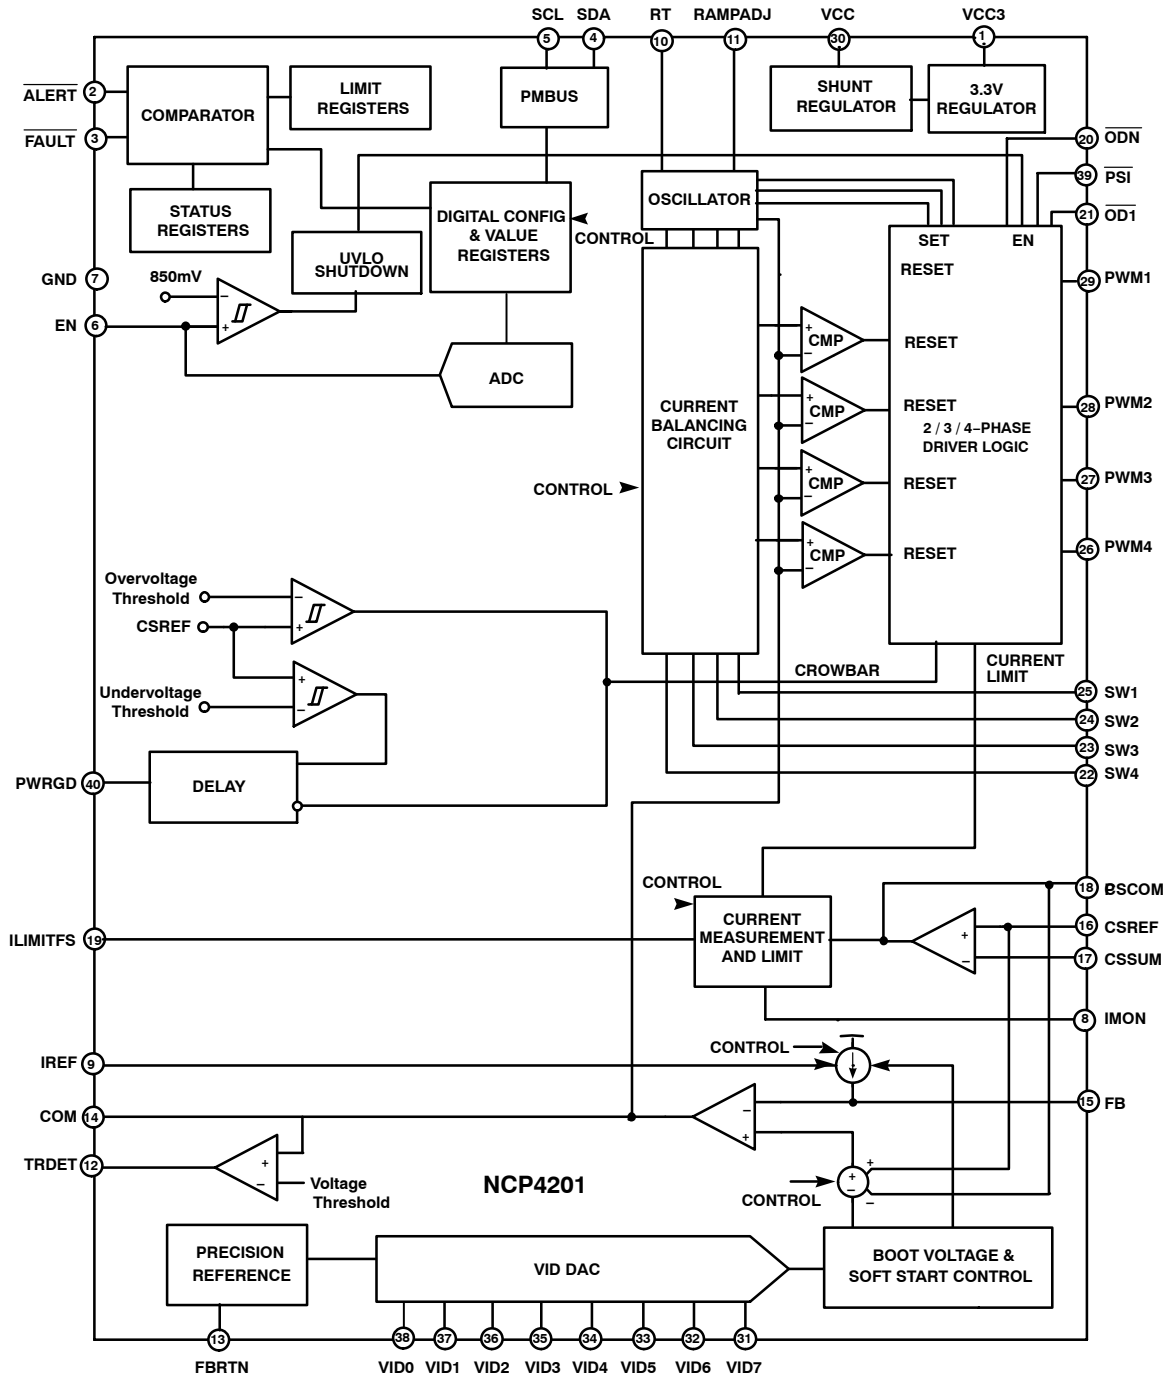 SCL SDA RT RAMPADJ VCC VCC3
5 4 10 11 30 1
ALERT 2
FAULT 3
COMPARATOR
LIMIT
REGISTERS
PMBUS
SHUNT
REGULATOR
3.3V
REGULATOR
20 ODN
39 PSI
21 OD1
STATUS
REGISTERS
DIGITAL CONFIG
& VALUE
REGISTERS
CONTROL
OSCILLATOR
UVLO
SHUTDOWN
SET EN
RESET
GND 7
850mV
EN 6
−
+
ADC
29 PWM1
+
−
CMP
RESET
28 PWM2
+
−
CMP
RESET
2 / 3 / 4−PHASE
DRIVER LOGIC
CURRENT
BALANCING
CIRCUIT
CONTROL
27 PWM3
+
−
CMP
RESET
26 PWM4
+
−
CMP
RESET
Overvoltage
Threshold
−
CSREF
+
Undervoltage
Threshold
+
−
CROWBAR
CURRENT
LIMIT
25 SW1
24 SW2
23 SW3
22 SW4
PWRGD 40
DELAY
CONTROL
ILIMITFS 19
CURRENT
MEASUREMENT
AND LIMIT
+
−
18 CSCOM
16 CSREF
17 CSSUM
8 IMON
IREF 9
CONTROL
COM 14
−
+
15 FB
TRDET 12
+
−
Voltage
Threshold
NCP4201
CONTROL
+
−
+
−
PRECISION
REFERENCE
VID DAC
BOOT VOLTAGE &
SOFT START CONTROL
13 38 37 36 35 34 33 32 31
FBRTN VID0 VID1 VID2 VID3 VID4 VID5 VID6 VID7